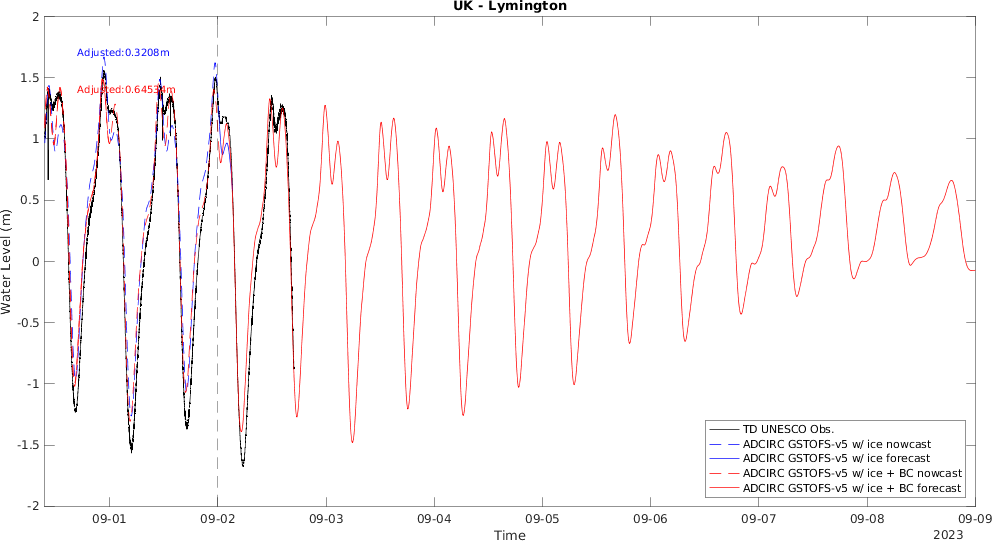 UK - Lymington
Adjusted:0.3208m
Water Level (m)
2
1.5
1
0.5
0
-0.5
-1
-1.5
-2
TD UNESCO Obs.
ADCIRC GSTOFS-v5 w/ ice nowcast
ADCIRC GSTOFS-v5 w/ ice forecast
ADCIRC GSTOFS-v5 w/ ice + BC nowcast
ADCIRC GSTOFS-v5 w/ ice + BC forecast
09-01 09-02 09-03 09-04 09-05 09-06 09-07 09-08 09-09
Time
2023